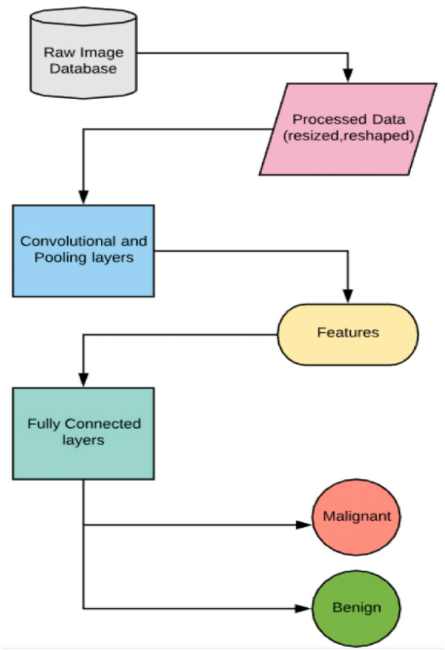 Raw Image
Database
Processed Data
(resized,reshaped)
Convolutional and
Pooling layers
Features
Fully Connected
layers
Malignant
Benign